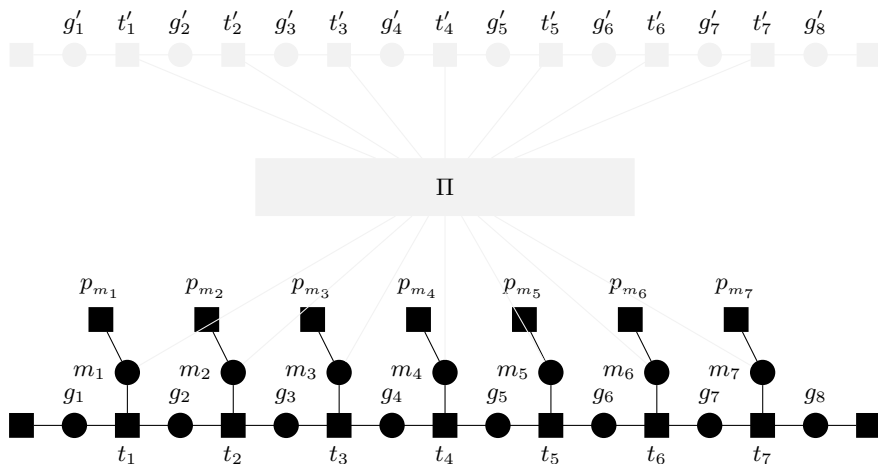 g′₁ t′₁ g′₂ t′₂ g′₃ t′₃ g′₄ t′₄ g′₅ t′₅ g′₆ t′₆ g′₇ t′₇ g′₈
Π
pₘ₁ pₘ₂ pₘ₃ pₘ₄ pₘ₅ pₘ₆ pₘ₇
m₁ m₂ m₃ m₄ m₅ m₆ m₇
g₁ g₂ g₃ g₄ g₅ g₆ g₇ g₈
t₁ t₂ t₃ t₄ t₅ t₆ t₇